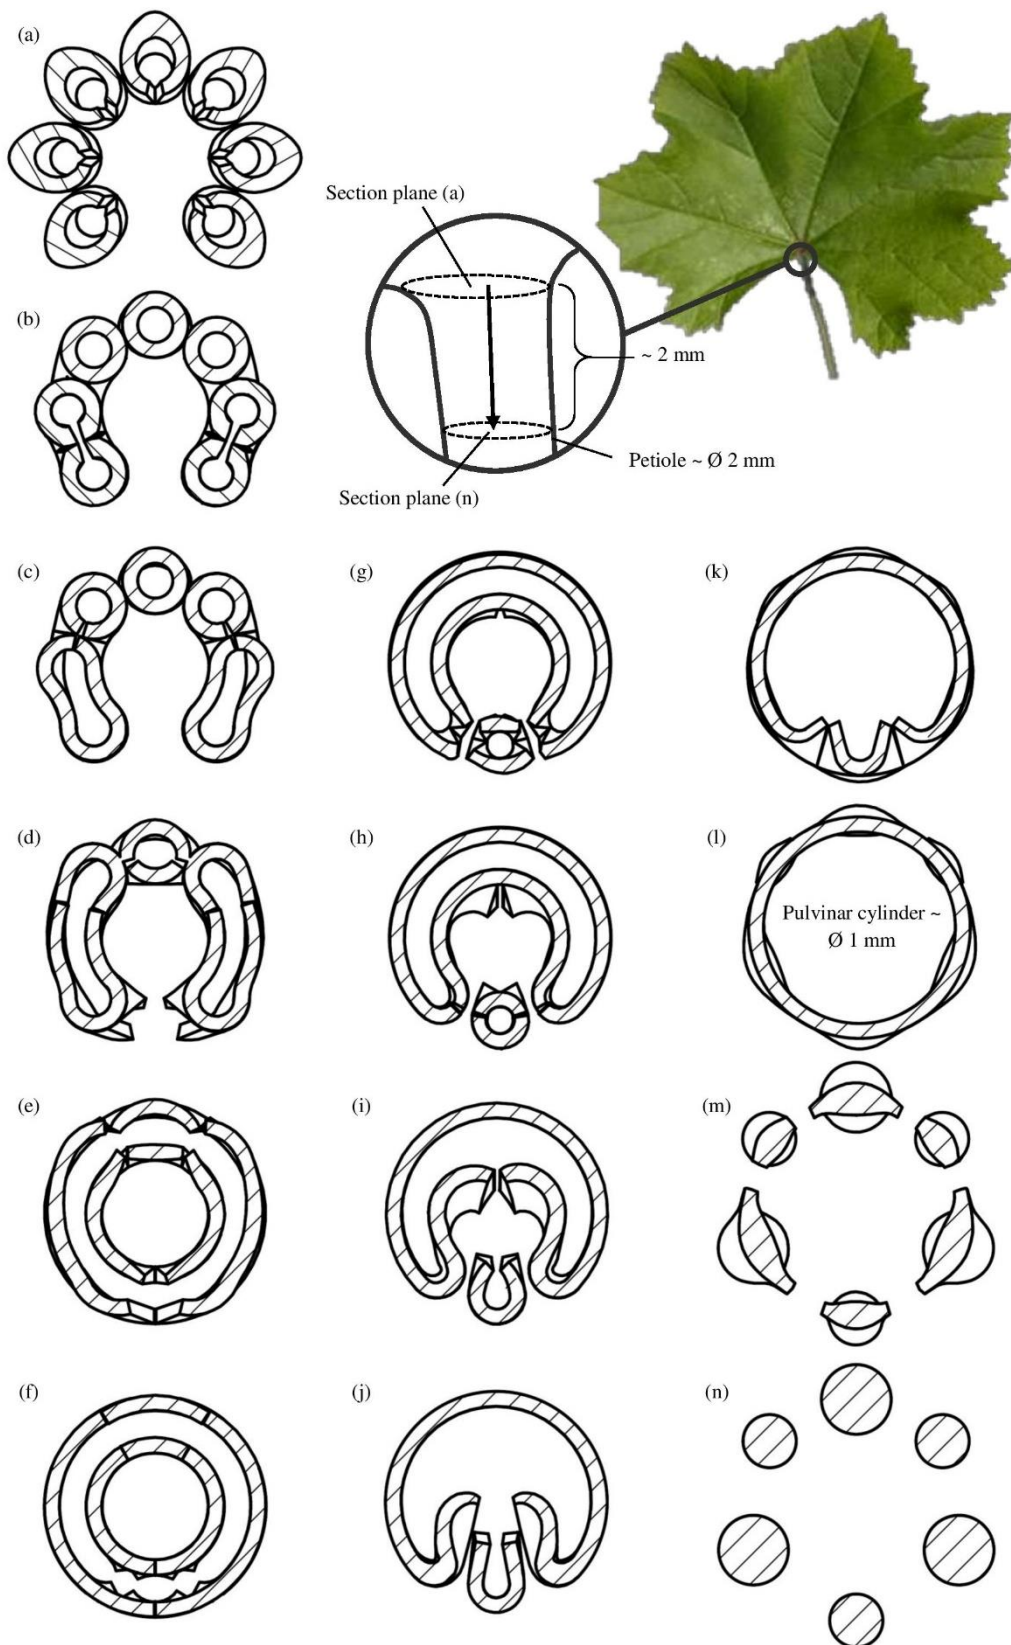 (a)
Section plane (a)
(b)
~ 2 mm
Petiole ~ Ø 2 mm
Section plane (n)
(c)
(g)
(k)
(d)
(h)
(l)
Pulvinar cylinder ~
Ø 1 mm
(e)
(i)
(m)
(f)
(j)
(n)